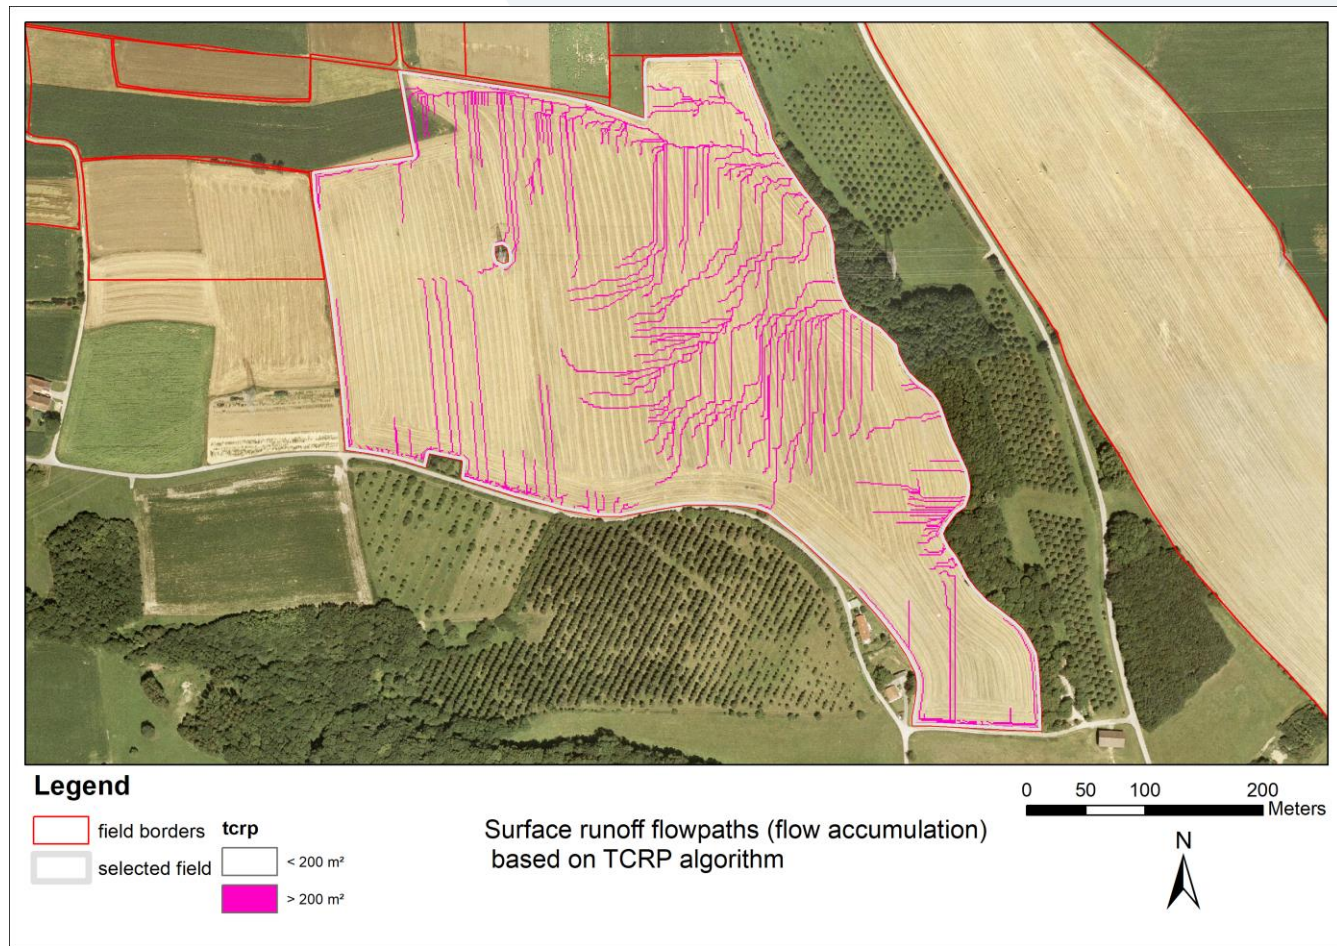 Legend
field borders
selected field
tcrp
< 200 m²
> 200 m²
Surface runoff flowpaths (flow accumulation)
based on TCRP algorithm
0 50 100 200
Meters
N